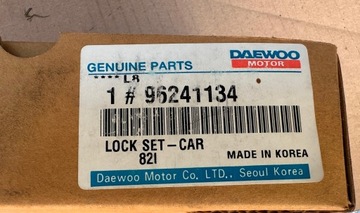 DAEWOO
GENUINE PARTS MOTOR
****L8
1 # 96241134
LOCK SET-CAR
82I MADE IN KOREA
Daewoo Motor Co. LTD., Seoul Korea